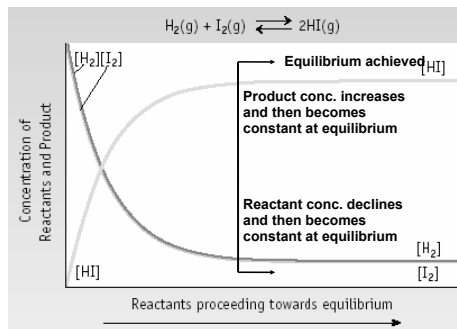 H₂(g) + I₂(g) ⇌ 2HI(g)
[H₂][I₂]
Equilibrium achieved
[HI]
Product conc. increases
and then becomes
constant at equilibrium
Concentration of
Reactants and Product
Reactant conc. declines
and then becomes
constant at equilibrium
[H₂]
[HI]
[I₂]
Reactants proceeding towards equilibrium